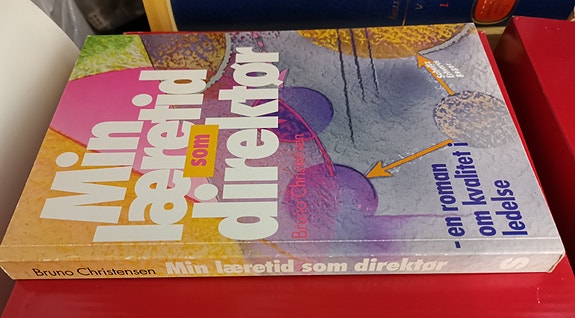 Min
læretid
som
direktør
Bruno Christensen
- en roman
om kvalitet i
ledelse
Bruno Christensen Min læretid som direktør S